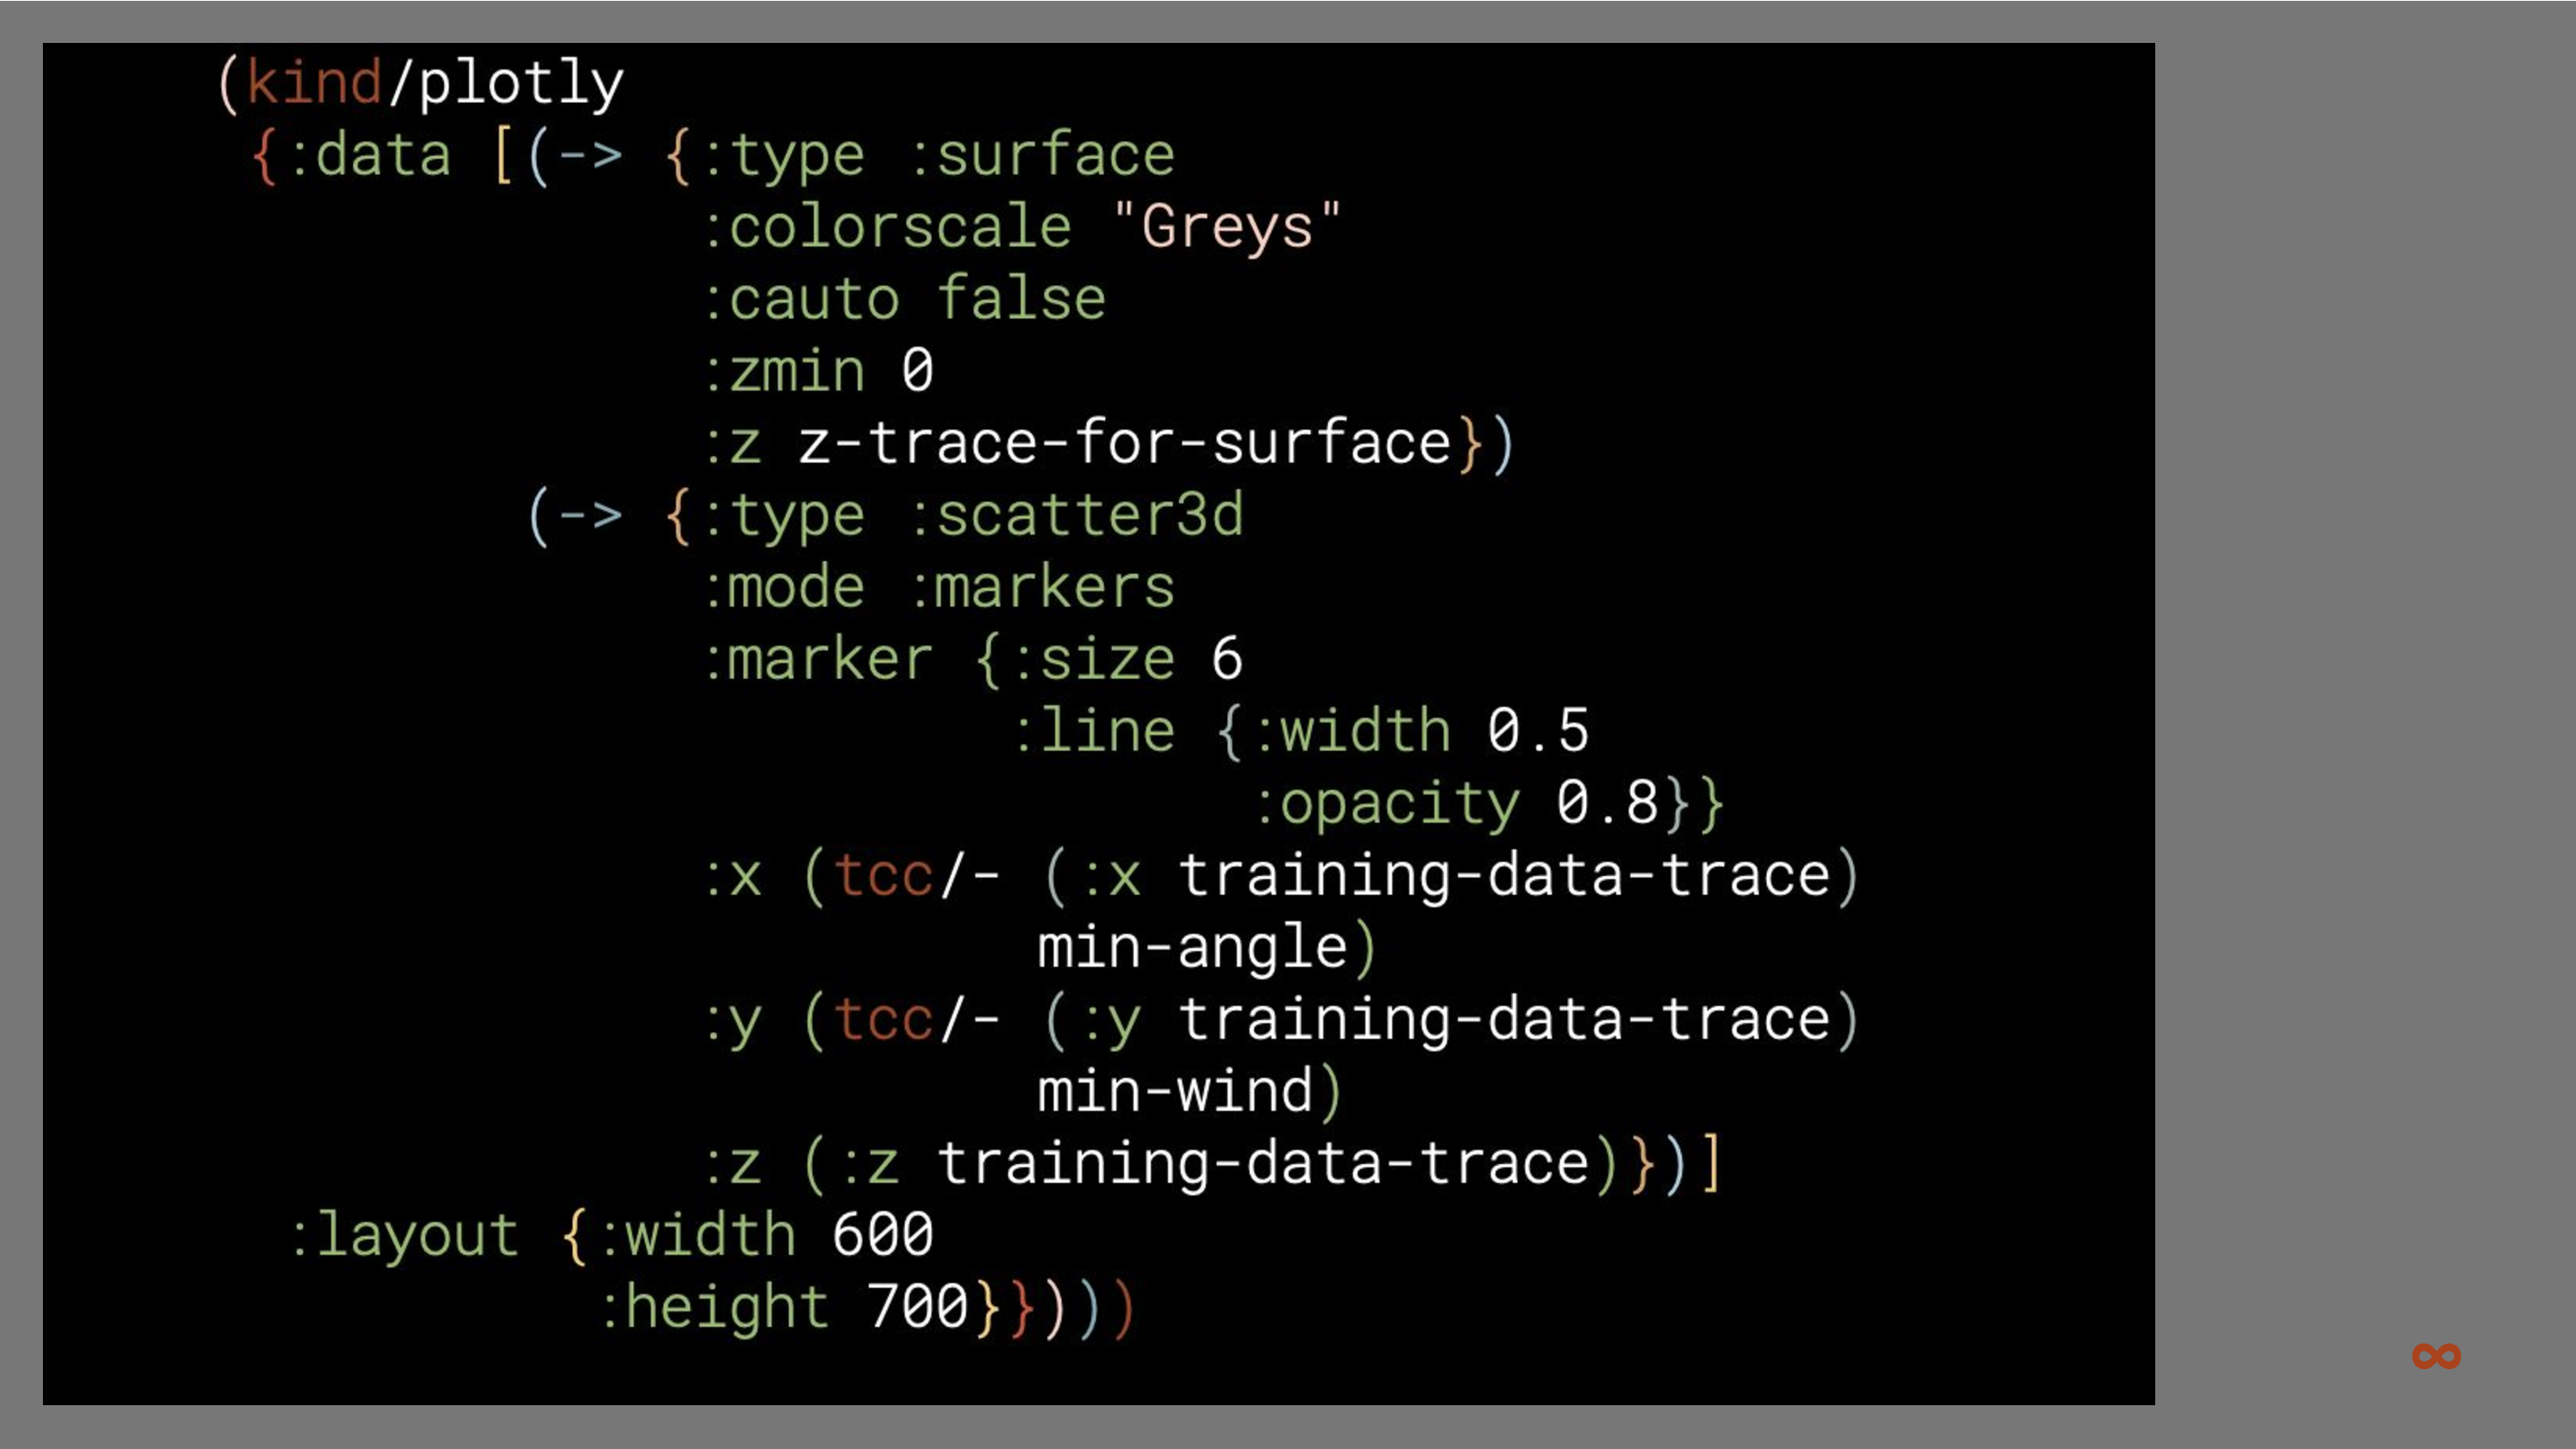 (kind/plotly
{:data [(-> {:type :surface
:colorscale "Greys"
:cauto false
:zmin 0
:z z-trace-for-surface})
(-> {:type :scatter3d
:mode :markers
:marker {:size 6
:line {:width 0.5
:opacity 0.8}}
:x (tcc/- (:x training-data-trace)
min-angle)
:y (tcc/- (:y training-data-trace)
min-wind)
:z (:z training-data-trace)})]
:layout {:width 600
:height 700}})))
∞